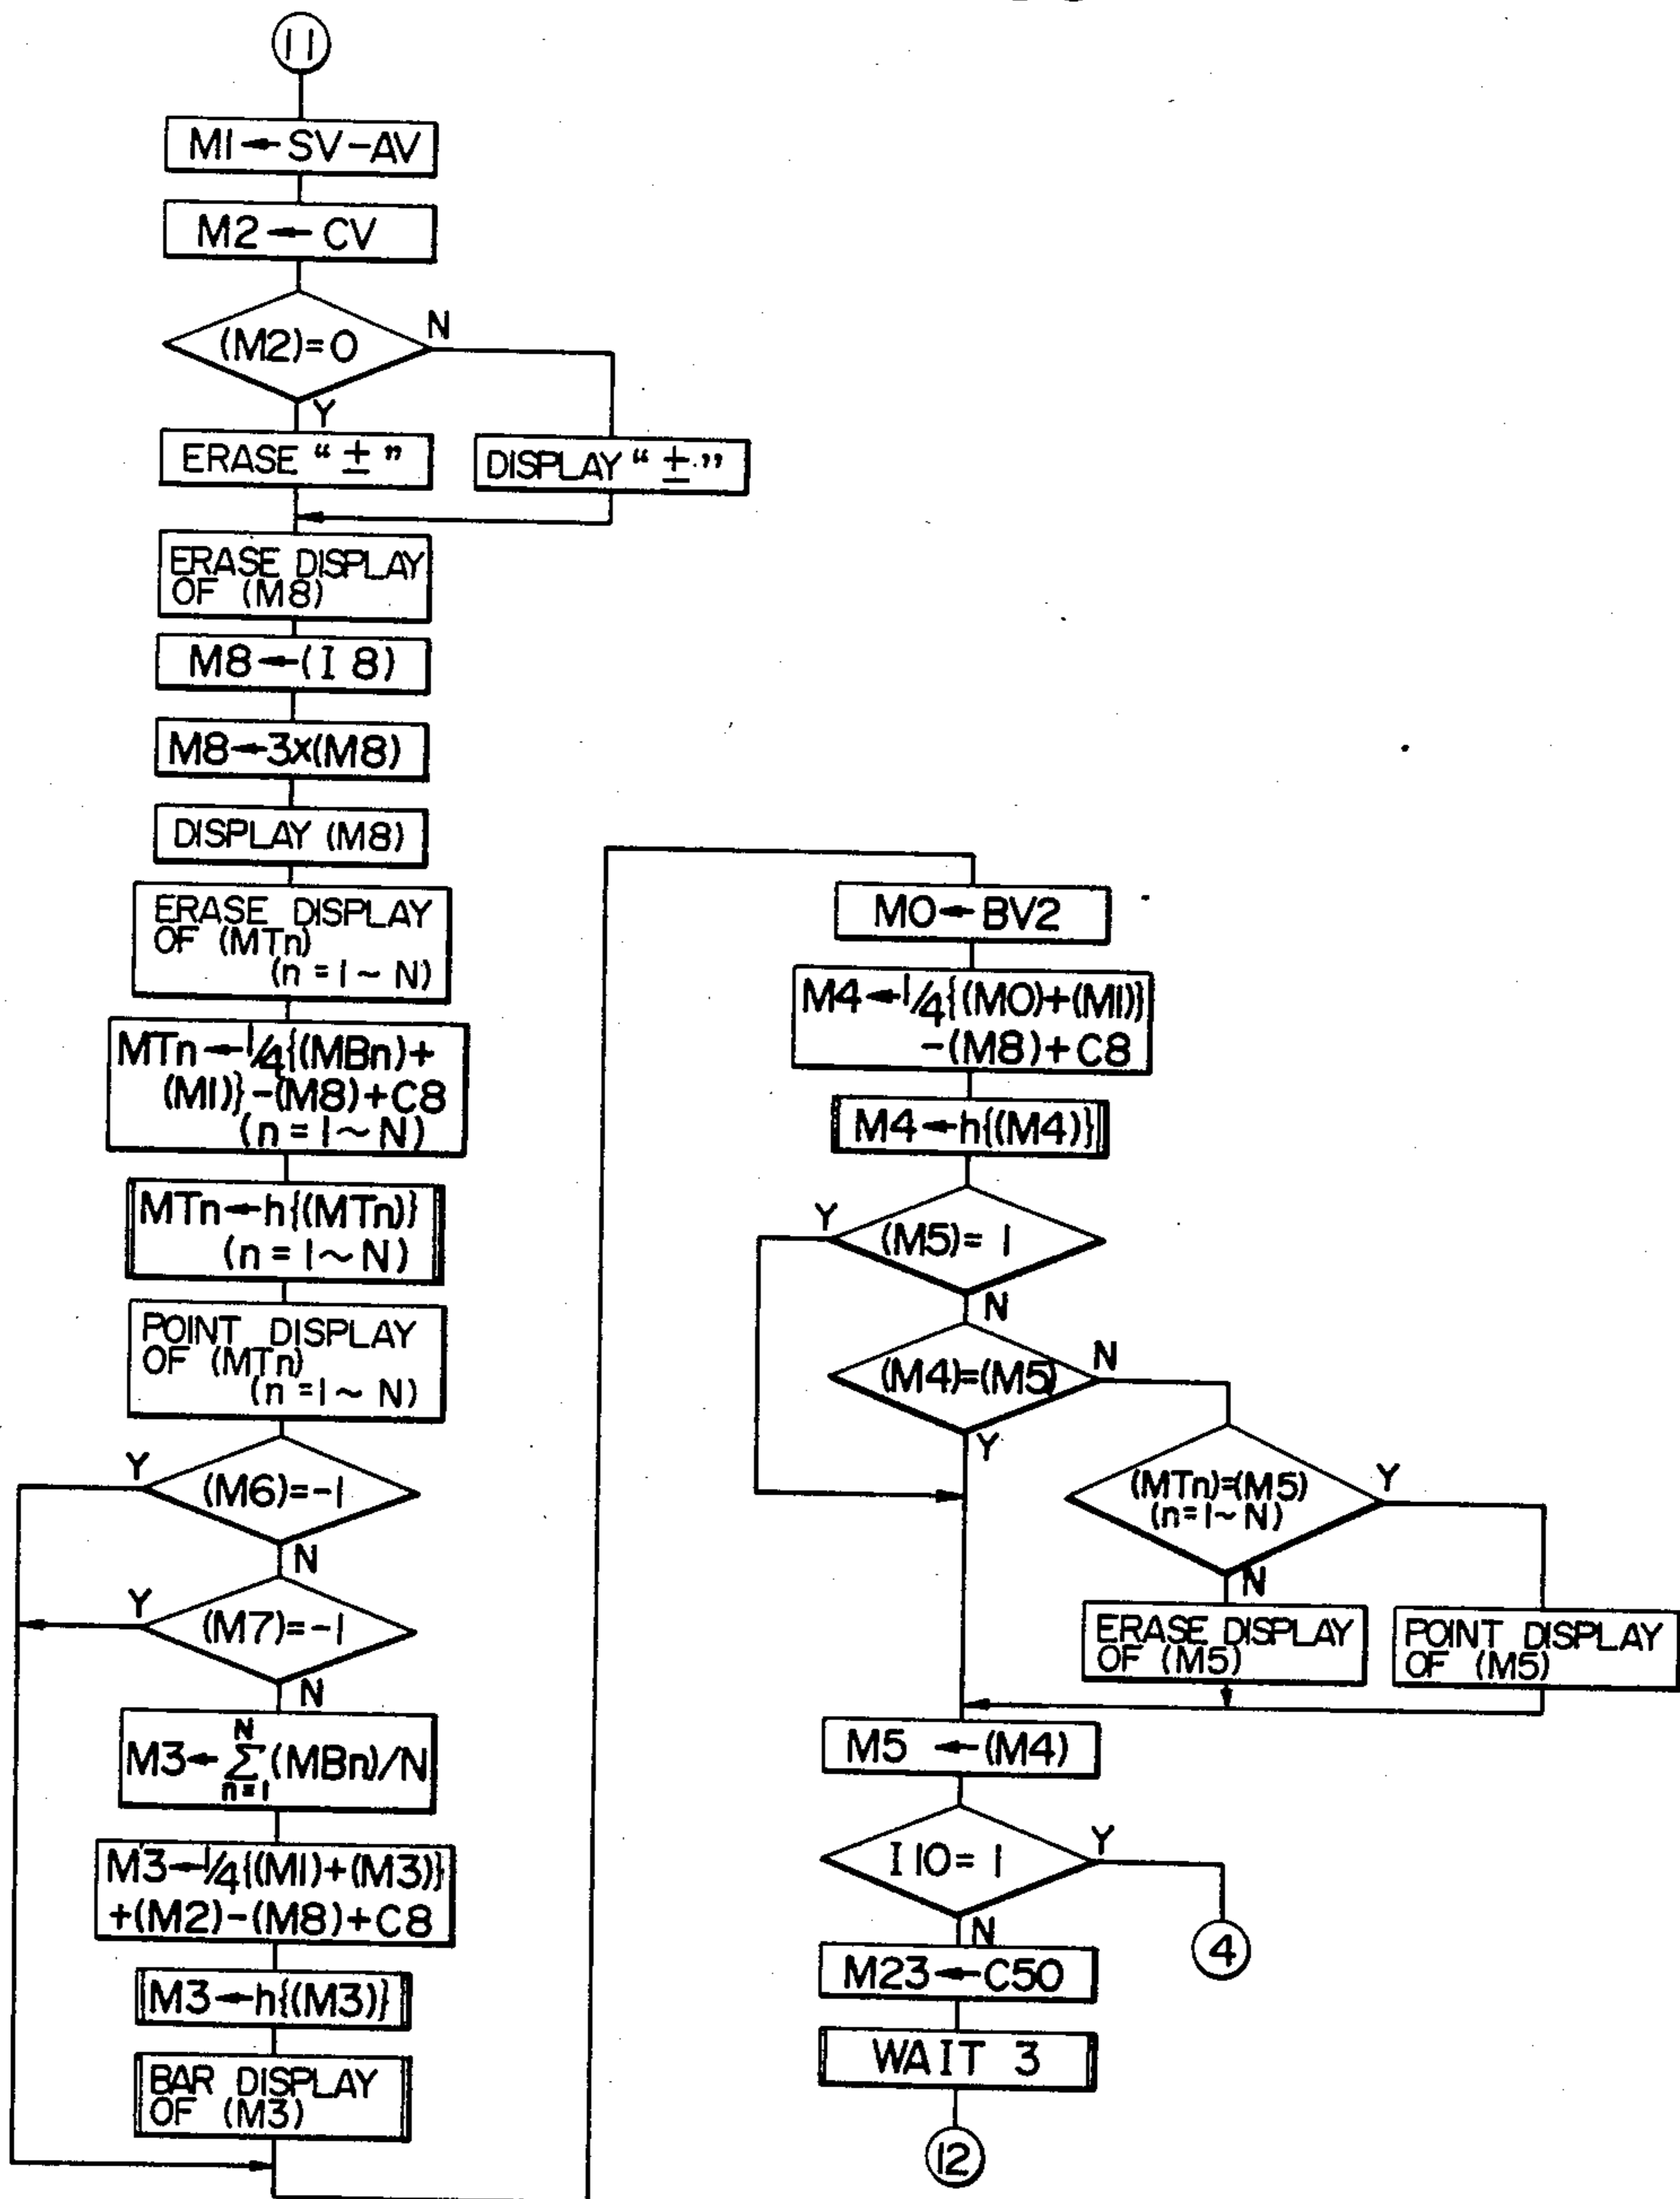 11
M1←SV-AV
M2←CV
(M2)=0
N
Y
ERASE "±"
DISPLAY "±"
ERASE DISPLAY
OF (M8)
M8←(I8)
M8←3×(M8)
DISPLAY (M8)
ERASE DISPLAY
OF (MTn)
(n=1~N)
MTn←1/4{(MBn)+
(M1)}-(M8)+C8
(n=1~N)
MTn←h{(MTn)}
(n=1~N)
POINT DISPLAY
OF (MTn)
(n=1~N)
Y
(M6)=-1
N
Y
(M7)=-1
N
M3←Σ(MBn)/N
N
n=1
M3←1/4{(M1)+(M3)}
+(M2)-(M8)+C8
M3←h{(M3)}
BAR DISPLAY
OF (M3)
M0←BV2
M4←1/4{(M0)+(M1)}
-(M8)+C8
M4←h{(M4)}
Y
(M5)=1
N
(M4)=(M5)
N
Y
(MTn)=(M5)
(n=1~N)
Y
N
ERASE DISPLAY
OF (M5)
POINT DISPLAY
OF (M5)
M5←(M4)
I10=1
Y
N
4
M23←C50
WAIT 3
12